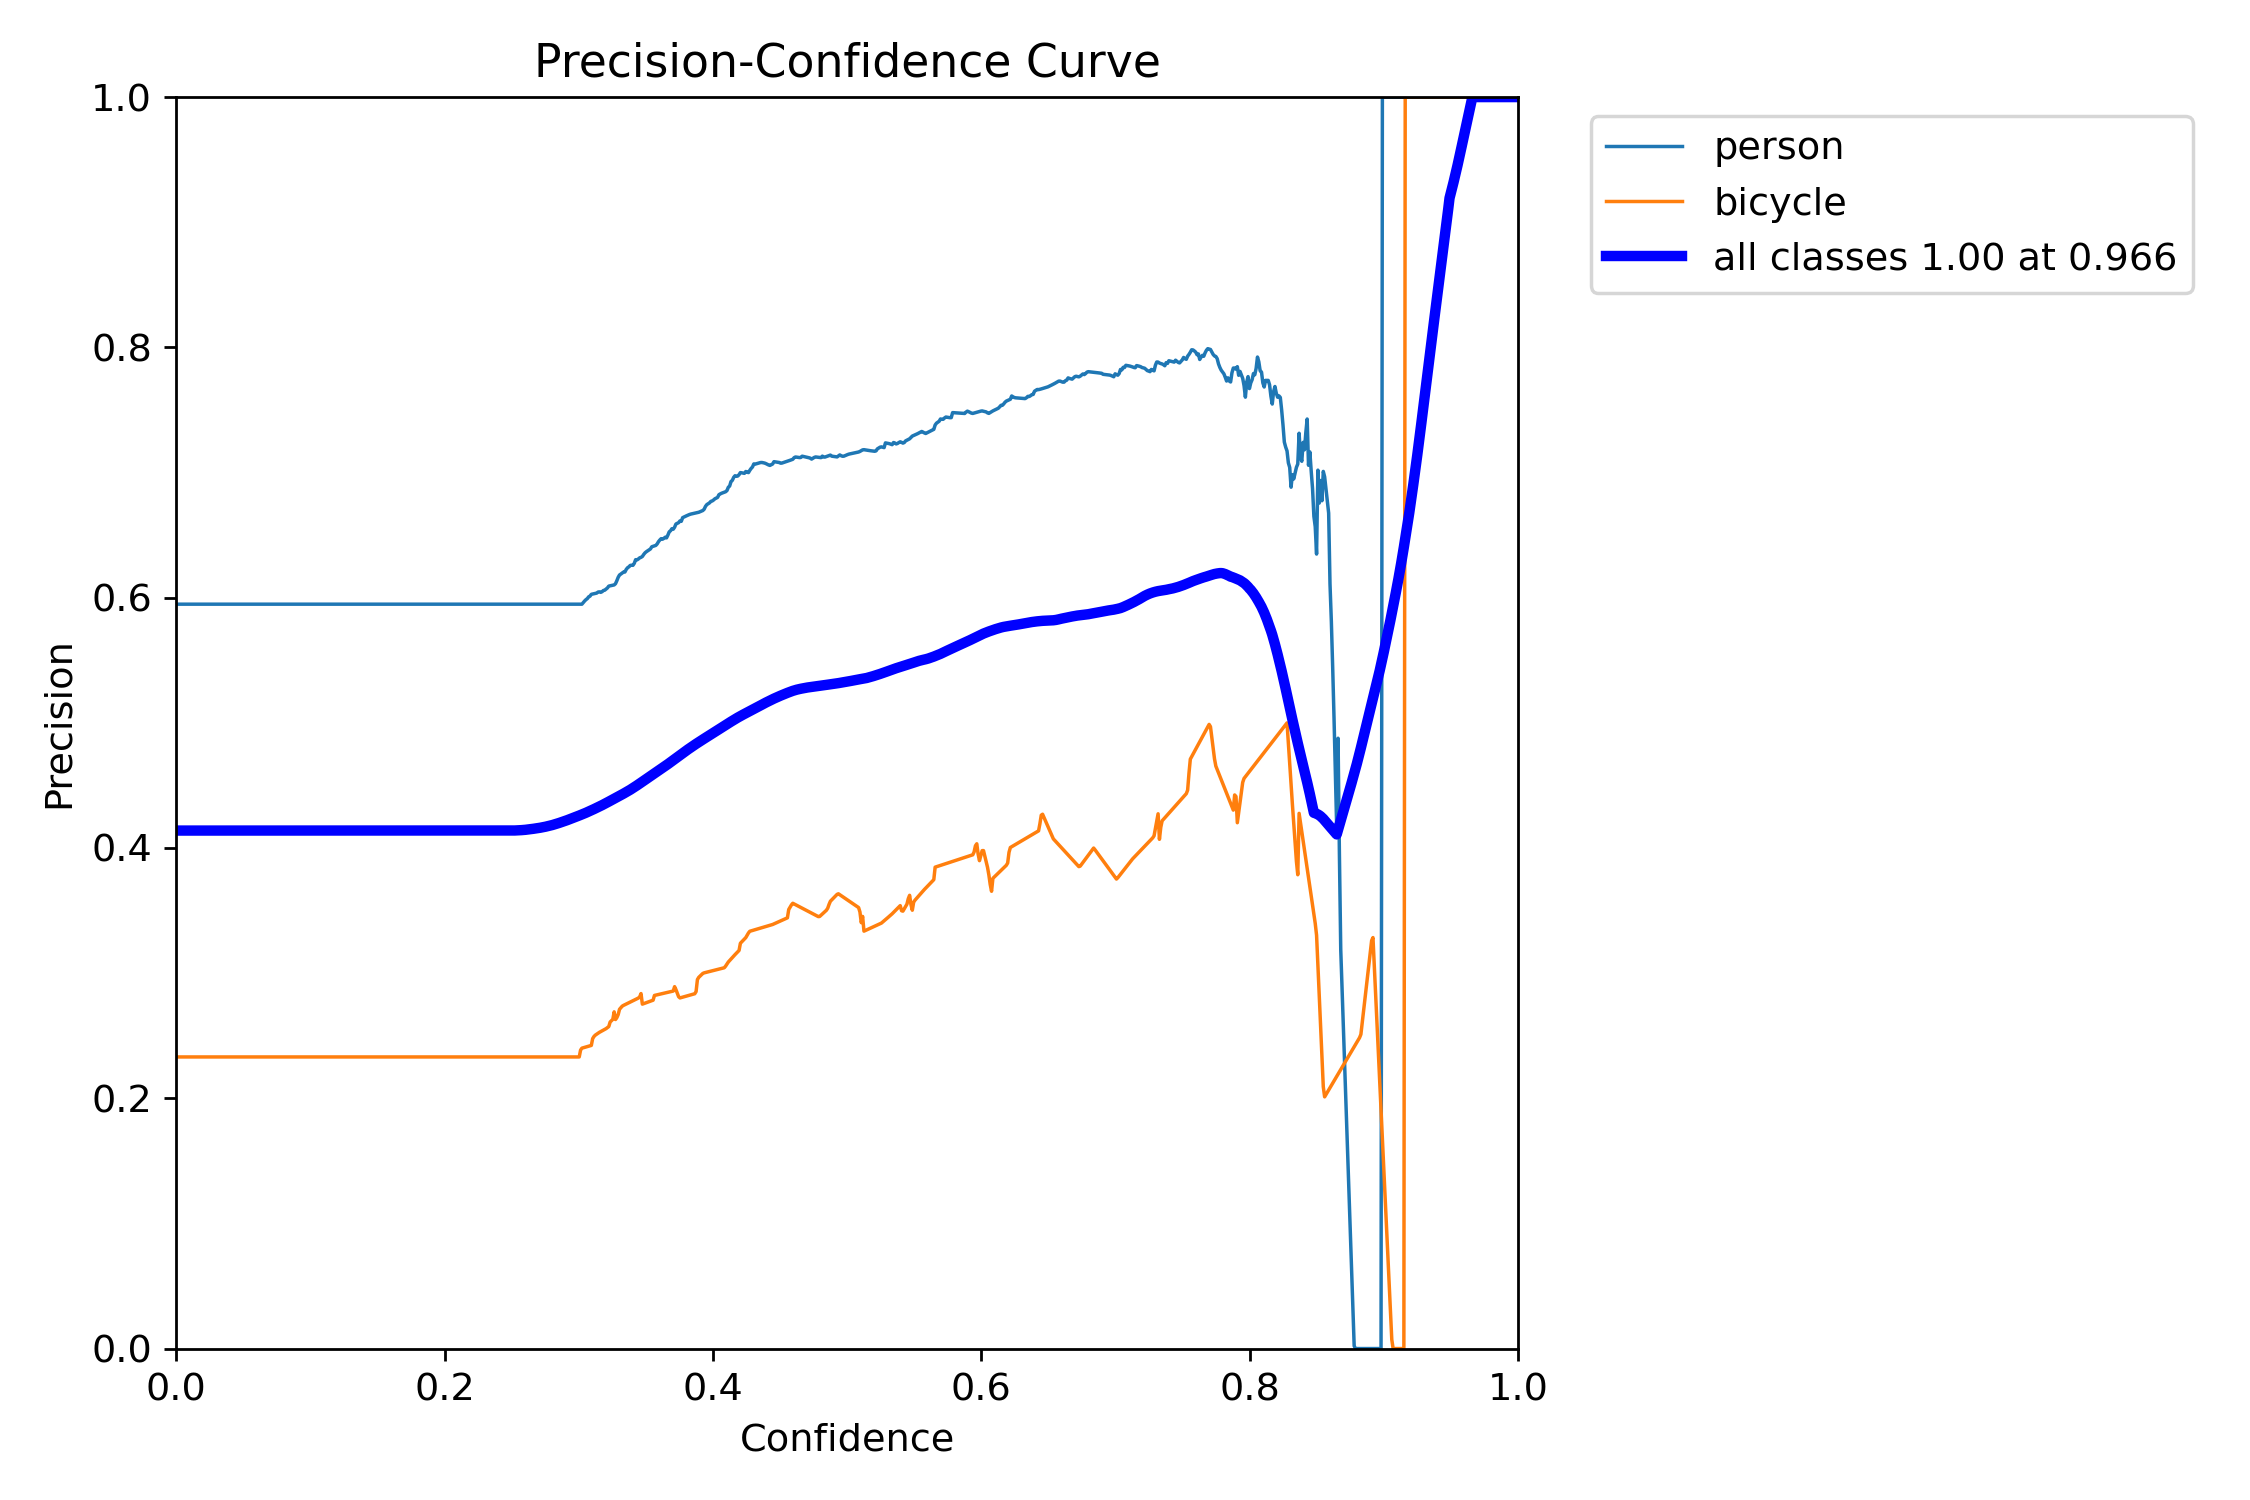 Precision-Confidence Curve
1.0
0.8
0.6
0.4
0.2
0.0
Precision
0.0 0.2 0.4 0.6 0.8 1.0
Confidence
person
bicycle
all classes 1.00 at 0.966